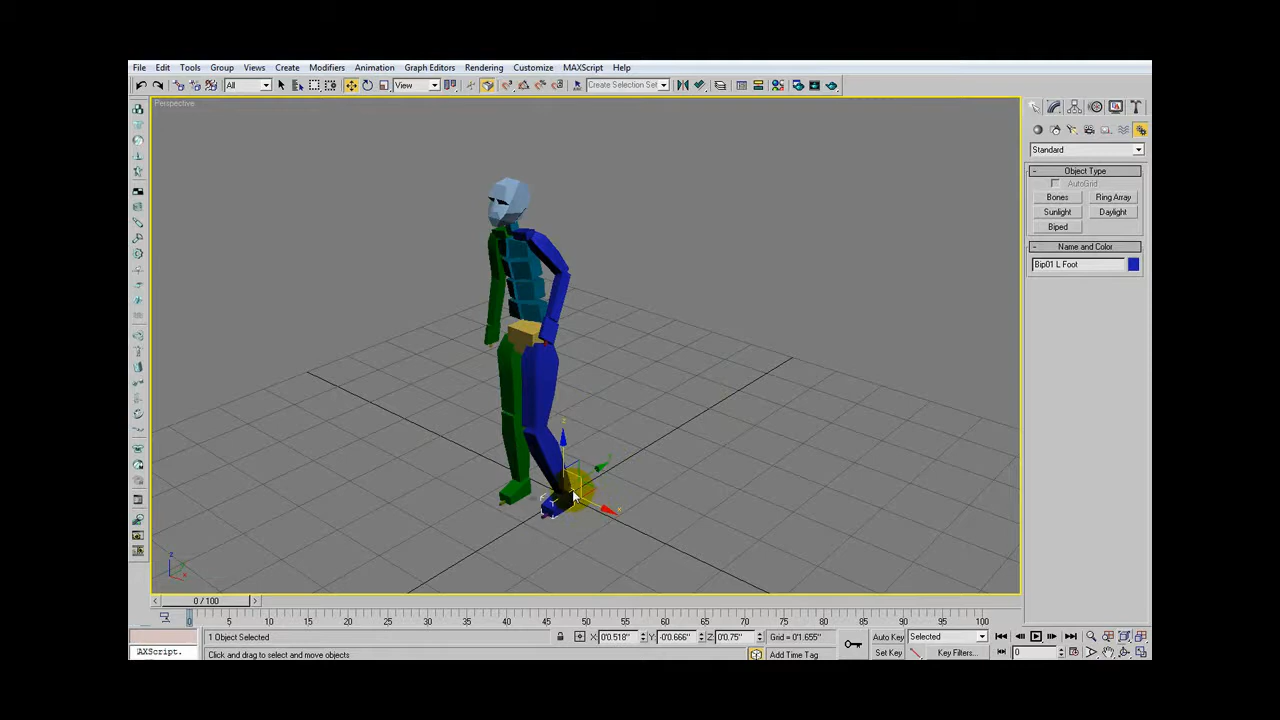 File Edit Tools Group Views Create Modifiers Animation Graph Editors Rendering Customize MAXScript Help
All View Create Selection Set
Perspective
Standard
- Object Type
AutoGrid
Bones Ring Array
Sunlight Daylight
Biped
- Name and Color
Bip01 L Foot
z
y
x
z
x
< 0 / 100 >
0 5 10 15 20 25 30 35 40 45 50 55 60 65 70 75 80 85 90 95 100
1 Object Selected X: 0'0.518" Y: -0'0.666" Z: 0'0.75" Grid = 0'1.655" Auto Key Selected
AXScript. Click and drag to select and move objects Add Time Tag Set Key Key Filters... 0